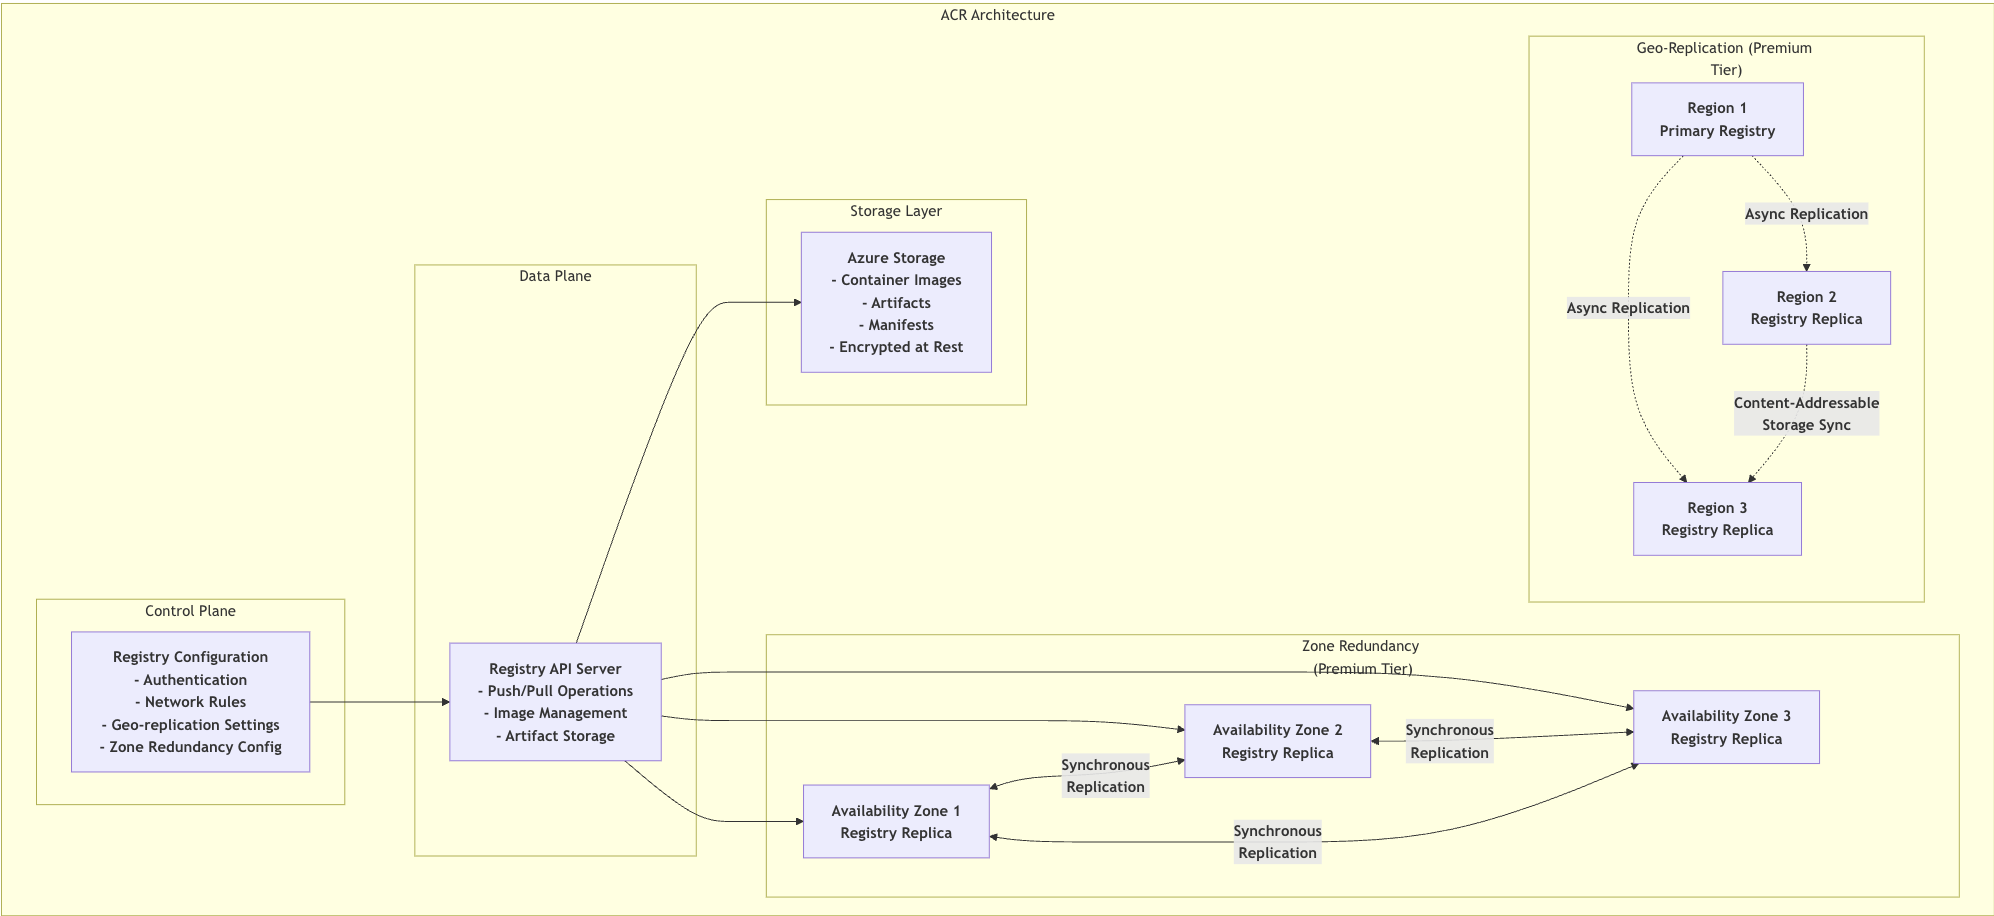 ACR Architecture
Geo-Replication (Premium
Tier)
Region 1
Primary Registry
Async Replication
Async Replication
Region 2
Registry Replica
Content-Addressable
Storage Sync
Region 3
Registry Replica
Storage Layer
Azure Storage
- Container Images
- Artifacts
- Manifests
- Encrypted at Rest
Data Plane
Registry API Server
- Push/Pull Operations
- Image Management
- Artifact Storage
Control Plane
Registry Configuration
- Authentication
- Network Rules
- Geo-replication Settings
- Zone Redundancy Config
Zone Redundancy
(Premium Tier)
Availability Zone 1
Registry Replica
Synchronous
Replication
Availability Zone 2
Registry Replica
Synchronous
Replication
Availability Zone 3
Registry Replica
Synchronous
Replication